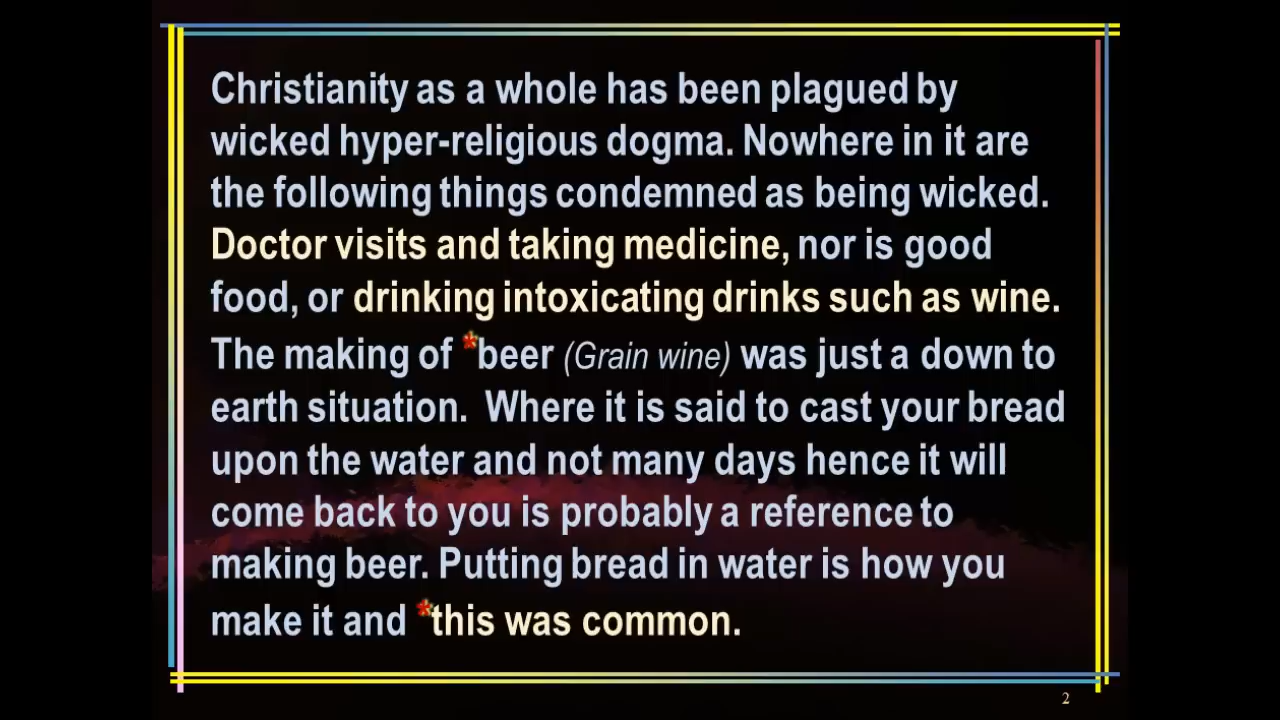 Christianity as a whole has been plagued by
wicked hyper-religious dogma. Nowhere in it are
the following things condemned as being wicked.
Doctor visits and taking medicine, nor is good
food, or drinking intoxicating drinks such as wine.
The making of *beer (Grain wine) was just a down to
earth situation.  Where it is said to cast your bread
upon the water and not many days hence it will
come back to you is probably a reference to
making beer. Putting bread in water is how you
make it and *this was common.
2